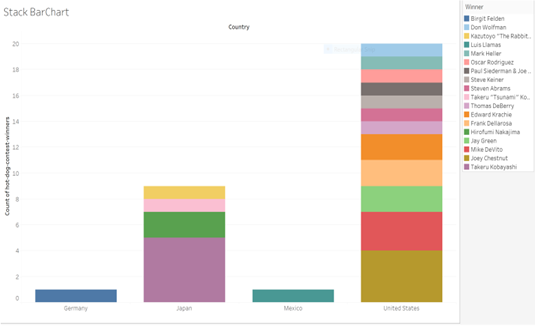 Stack BarChart
Country
Count of hot-dog-contest-winners
20
18
16
14
12
10
8
6
4
2
0
Germany
Japan
Mexico
United States
Winner
Birgit Felden
Don Wolfman
Kazutoyo "The Rabbit...
Luis Llamas
Mark Heller
Oscar Rodriguez
Paul Siederman & Joe ...
Steve Keiner
Steven Abrams
Takeru "Tsunami" Ko...
Thomas DeBerry
Edward Krachie
Frank Dellarosa
Hirofumi Nakajima
Jay Green
Mike DeVito
Joey Chestnut
Takeru Kobayashi